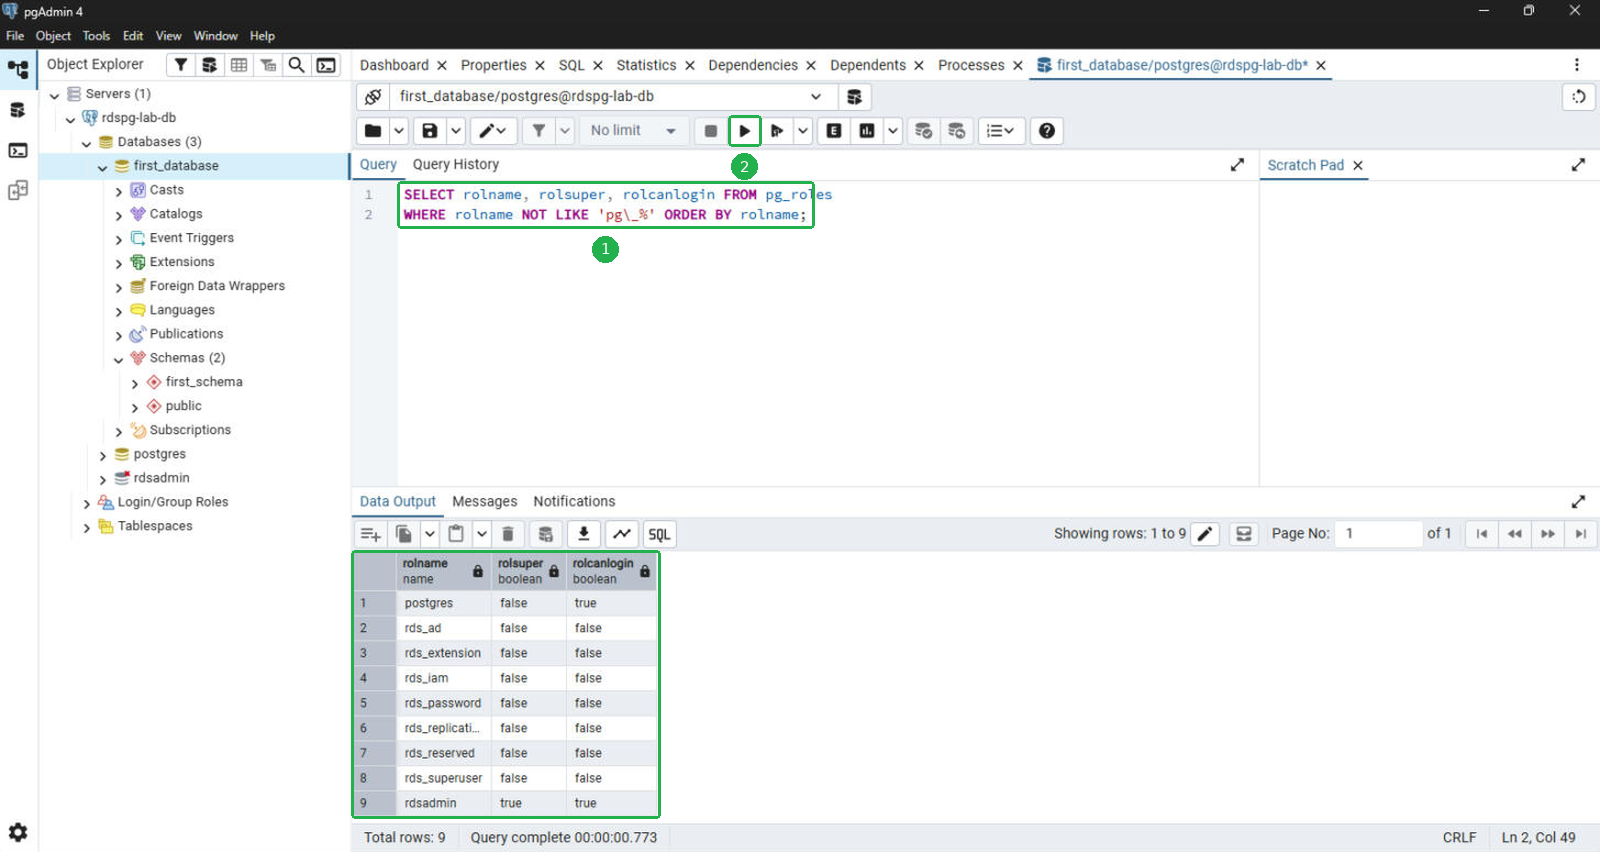 pgAdmin 4
File Object Tools Edit View Window Help
Object Explorer
Dashboard Properties SQL Statistics Dependencies Dependents Processes first_database/postgres@rdspg-lab-db*
first_database/postgres@rdspg-lab-db
No limit
E
Query Query History
2
Scratch Pad
1 SELECT rolname, rolsuper, rolcanlogin FROM pg_roles
2 WHERE rolname NOT LIKE 'pg\_%' ORDER BY rolname;
1
Servers (1)
rdspg-lab-db
Databases (3)
first_database
Casts
Catalogs
Event Triggers
Extensions
Foreign Data Wrappers
Languages
Publications
Schemas (2)
first_schema
public
Subscriptions
postgres
rdsadmin
Login/Group Roles
Tablespaces
Data Output Messages Notifications
SQL Showing rows: 1 to 9 Page No: 1 of 1
rolname rolsuper rolcanlogin
name boolean boolean
1 postgres false true
2 rds_ad false false
3 rds_extension false false
4 rds_iam false false
5 rds_password false false
6 rds_replicati... false false
7 rds_reserved false false
8 rds_superuser false false
9 rdsadmin true true
Total rows: 9 Query complete 00:00:00.773 CRLF Ln 2, Col 49